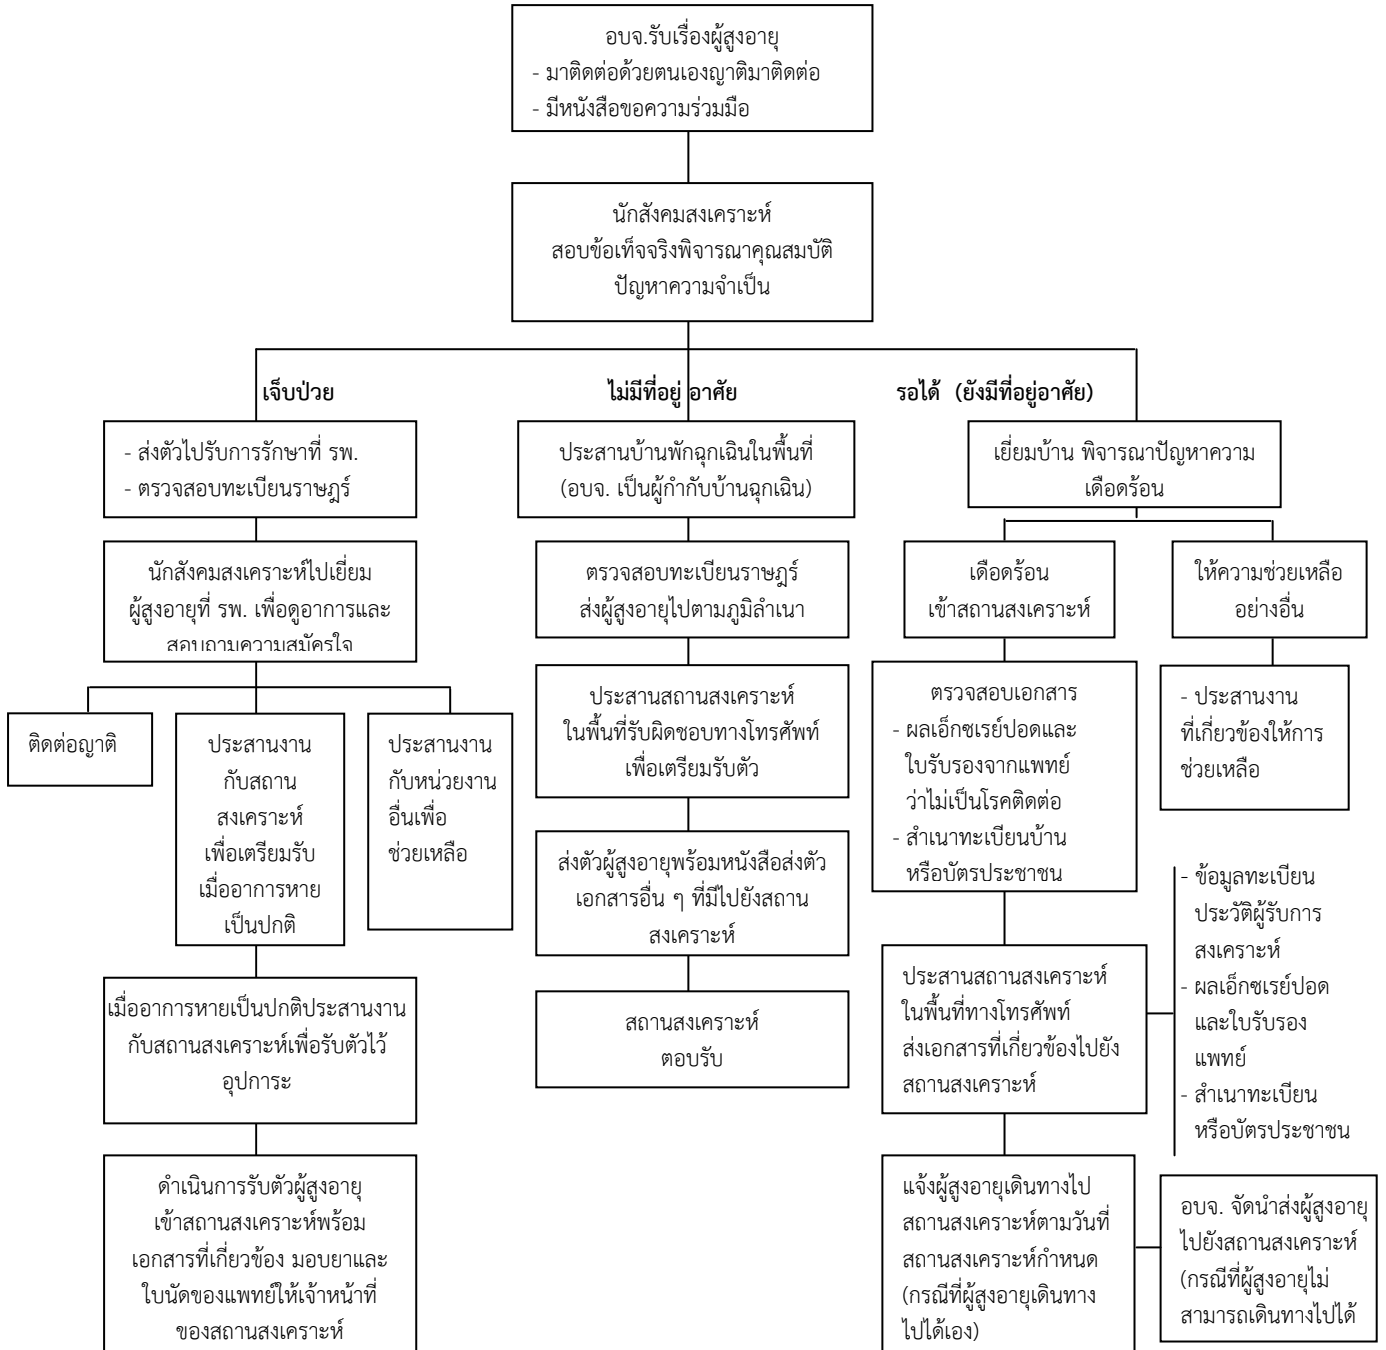 อบจ.รับเรื่องผู้สูงอายุ
- มาติดต่อด้วยตนเองญาติมาติดต่อ
- มีหนังสือขอความร่วมมือ
นักสังคมสงเคราะห์
สอบข้อเท็จจริงพิจารณาคุณสมบัติ
ปัญหาความจำเป็น
เจ็บป่วย
- ส่งตัวไปรับการรักษาที่ รพ.
- ตรวจสอบทะเบียนราษฎร์
นักสังคมสงเคราะห์ไปเยี่ยม
ผู้สูงอายุที่ รพ. เพื่อดูอาการและ
สอบถามความสมัครใจ
ติดต่อญาติ
ประสานงาน
กับสถาน
สงเคราะห์
เพื่อเตรียมรับ
เมื่ออาการหาย
เป็นปกติ
ประสานงาน
กับหน่วยงาน
อื่นเพื่อ
ช่วยเหลือ
เมื่ออาการหายเป็นปกติประสานงาน
กับสถานสงเคราะห์เพื่อรับตัวไว้
อุปการะ
ดำเนินการรับตัวผู้สูงอายุ
เข้าสถานสงเคราะห์พร้อม
เอกสารที่เกี่ยวข้อง มอบยาและ
ใบนัดของแพทย์ให้เจ้าหน้าที่
ของสถานสงเคราะห์
ไม่มีที่อยู่ อาศัย
ประสานบ้านพักฉุกเฉินในพื้นที่
(อบจ. เป็นผู้กำกับบ้านฉุกเฉิน)
ตรวจสอบทะเบียนราษฎร์
ส่งผู้สูงอายุไปตามภูมิลำเนา
ประสานสถานสงเคราะห์
ในพื้นที่รับผิดชอบทางโทรศัพท์
เพื่อเตรียมรับตัว
ส่งตัวผู้สูงอายุพร้อมหนังสือส่งตัว
เอกสารอื่น ๆ ที่มีไปยังสถาน
สงเคราะห์
สถานสงเคราะห์
ตอบรับ
รอได้ (ยังมีที่อยู่อาศัย)
เยี่ยมบ้าน พิจารณาปัญหาความ
เดือดร้อน
เดือดร้อน
เข้าสถานสงเคราะห์
ให้ความช่วยเหลือ
อย่างอื่น
ตรวจสอบเอกสาร
- ผลเอ็กซเรย์ปอดและ
ใบรับรองจากแพทย์
ว่าไม่เป็นโรคติดต่อ
- สำเนาทะเบียนบ้าน
หรือบัตรประชาชน
- ประสานงาน
ที่เกี่ยวข้องให้การ
ช่วยเหลือ
ประสานสถานสงเคราะห์
ในพื้นที่ทางโทรศัพท์
ส่งเอกสารที่เกี่ยวข้องไปยัง
สถานสงเคราะห์
- ข้อมูลทะเบียน
ประวัติผู้รับการ
สงเคราะห์
- ผลเอ็กซเรย์ปอด
และใบรับรอง
แพทย์
- สำเนาทะเบียน
หรือบัตรประชาชน
แจ้งผู้สูงอายุเดินทางไป
สถานสงเคราะห์ตามวันที่
สถานสงเคราะห์กำหนด
(กรณีที่ผู้สูงอายุเดินทาง
ไปได้เอง)
อบจ. จัดนำส่งผู้สูงอายุ
ไปยังสถานสงเคราะห์
(กรณีที่ผู้สูงอายุไม่
สามารถเดินทางไปได้